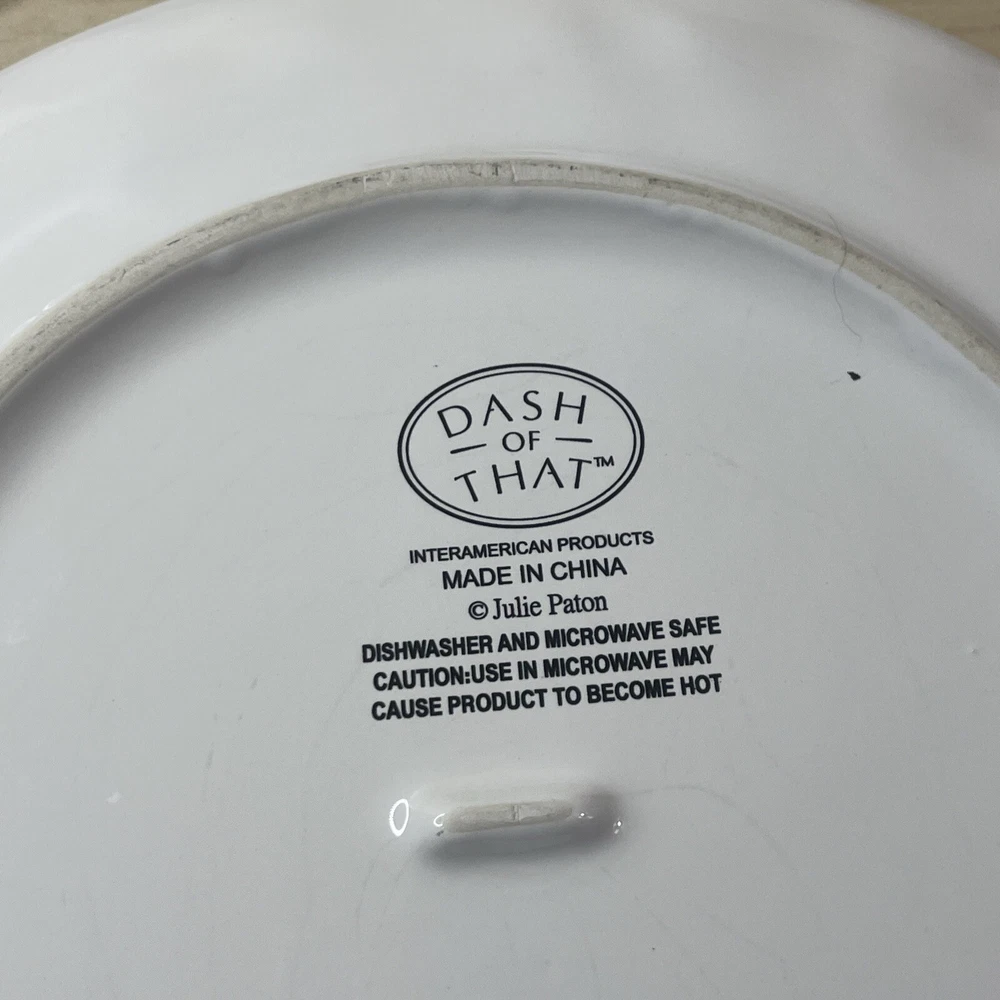 DASH
OF
THAT™
INTERAMERICAN PRODUCTS
MADE IN CHINA
© Julie Paton
DISHWASHER AND MICROWAVE SAFE
CAUTION:USE IN MICROWAVE MAY
CAUSE PRODUCT TO BECOME HOT